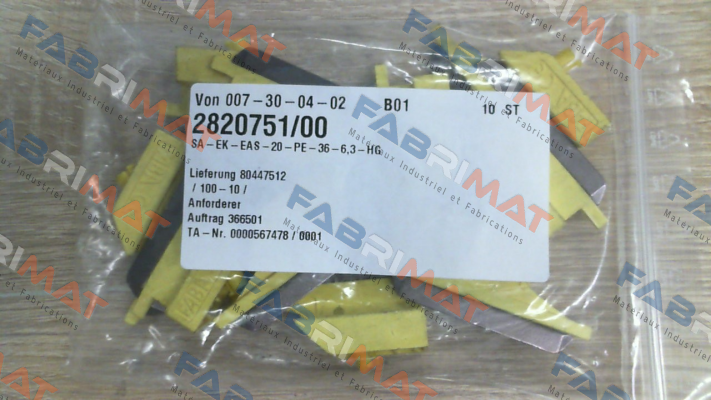 Von 007-30-04-02 B01 10 ST
2820751/00
SA-EK-EAS-20-PE-36-6,3-HG
Lieferung 80447512
/ 100-10 /
Anforderer
Auftrag 366501
TA-Nr. 0000567478 / 0001
FABRIMAT
Materiaux Industriel et Fabrications